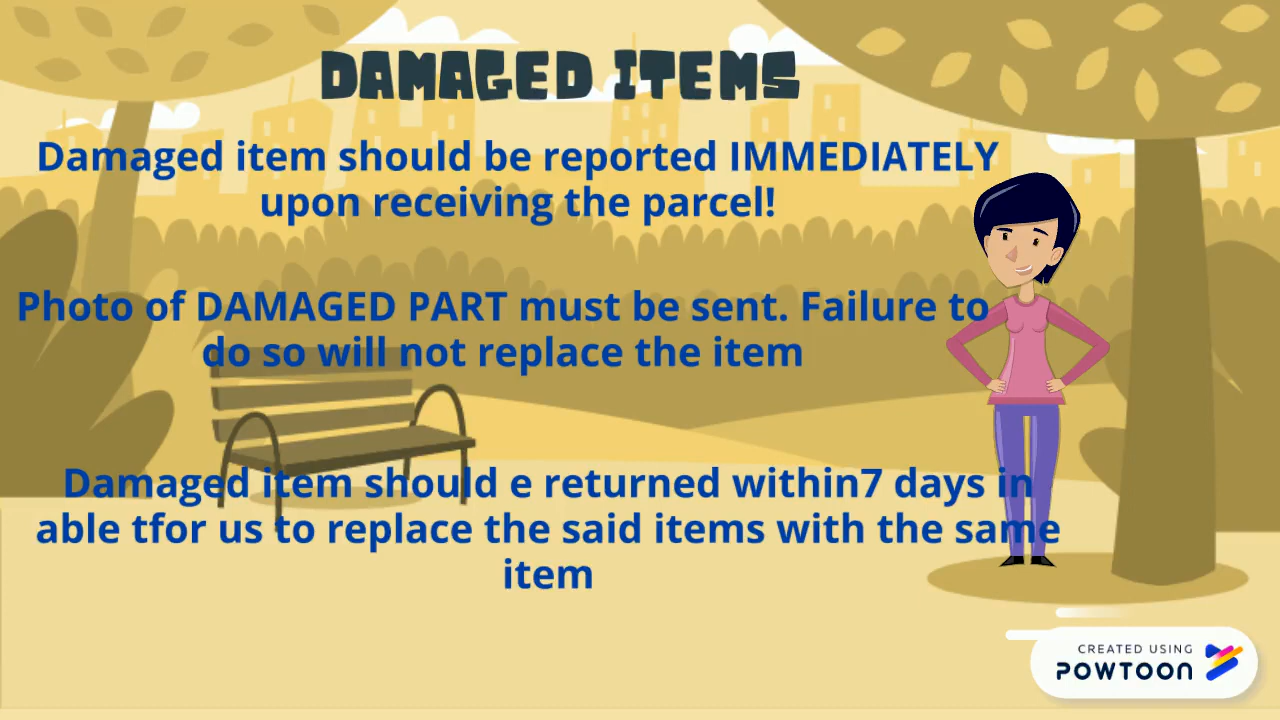 DAMAGED ITEMS
Damaged item should be reported IMMEDIATELY
upon receiving the parcel!
Photo of DAMAGED PART must be sent. Failure to
do so will not replace the item
Damaged item should e returned within7 days in
able tfor us to replace the said items with the same
item
CREATED USING
POWTOON